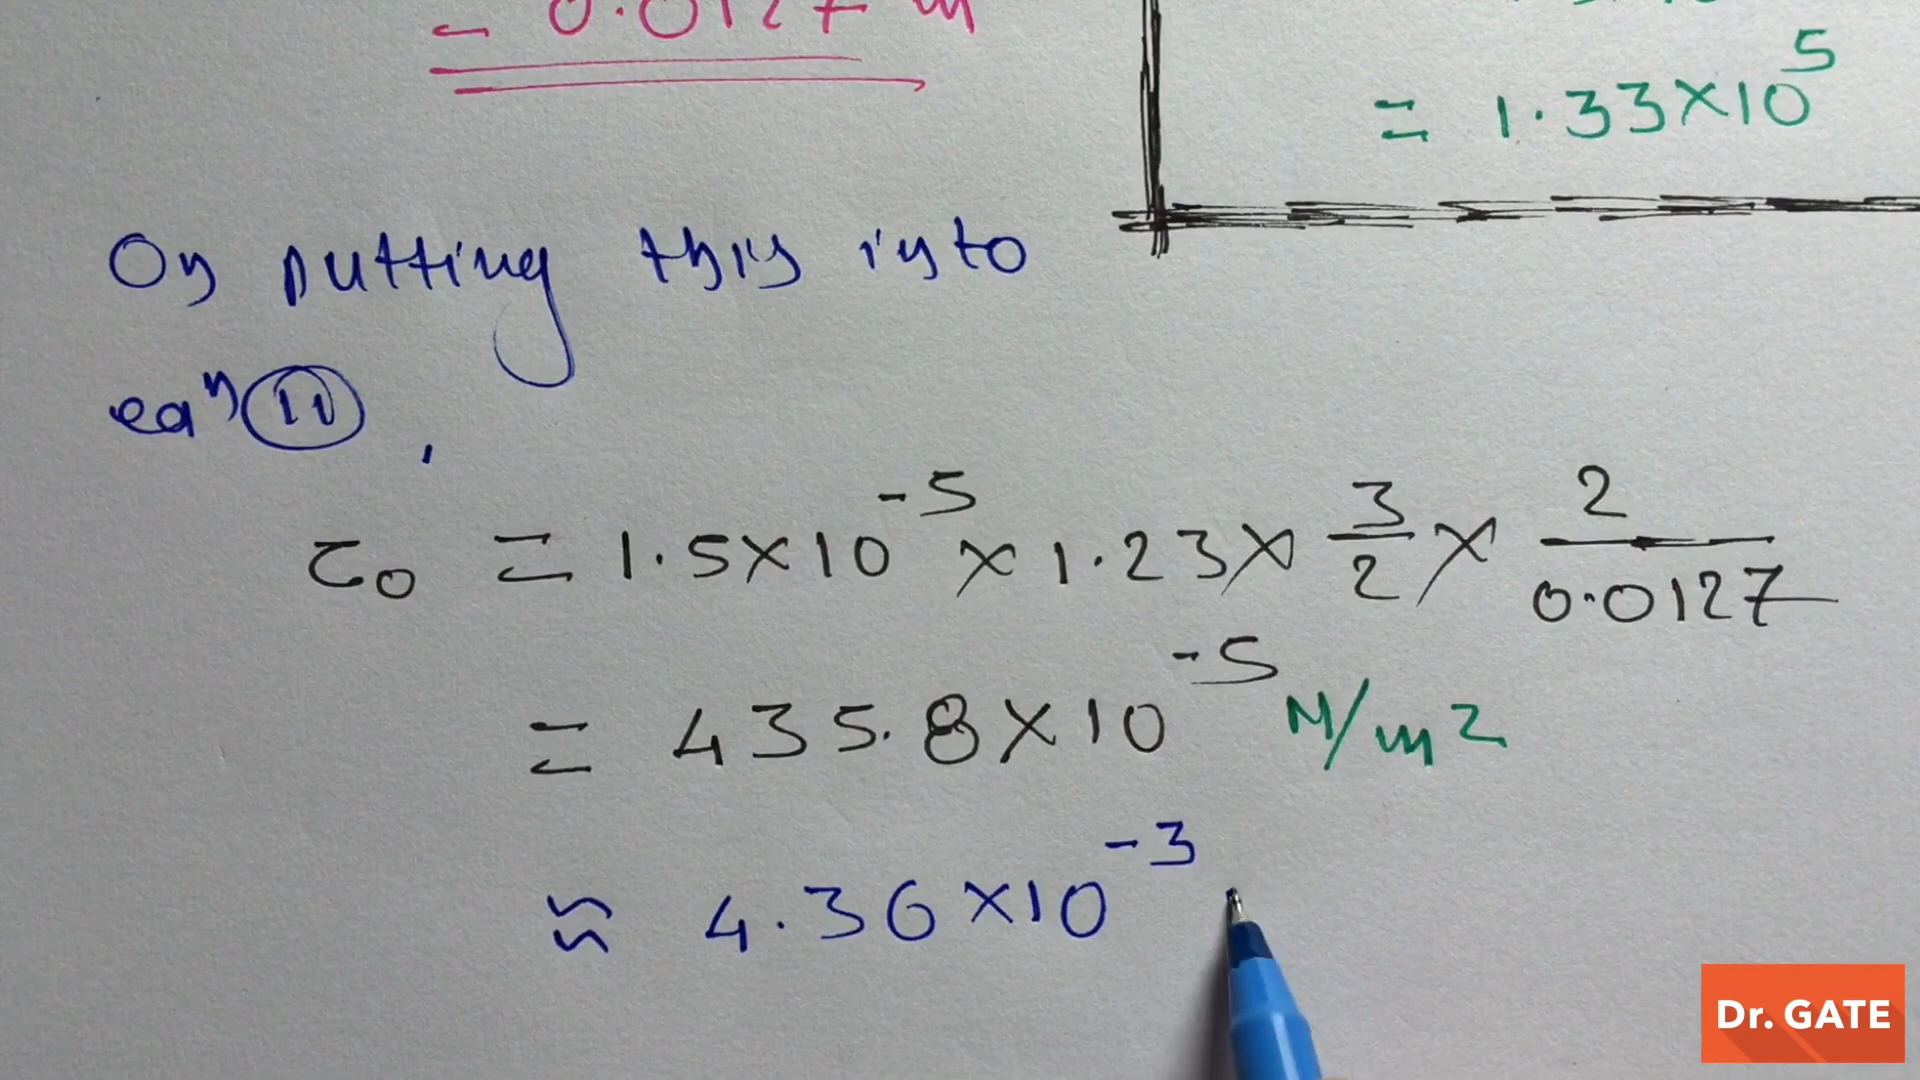 = 0.0127 m
5
= 1.33×10
On putting this into
eqⁿ (ii) ,
τ₀ = 1.5×10⁻⁵ × 1.23 × 3/2 × 2/0.0127
= 435.8×10⁻⁵ N/m²
≈ 4.36×10⁻³
Dr. GATE